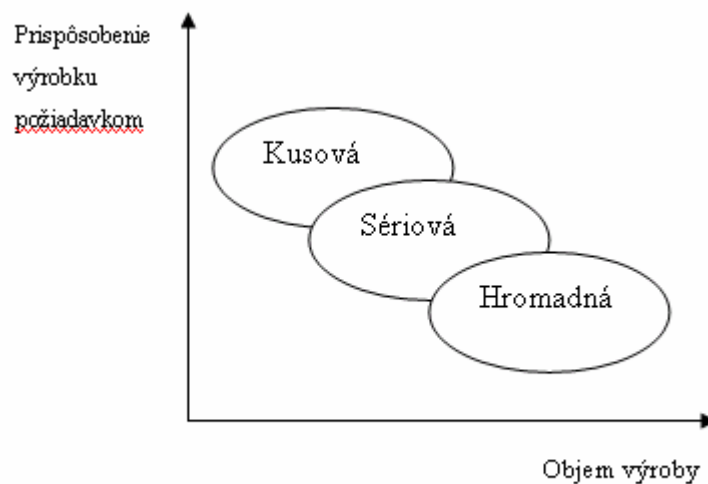 Prispôsobenie
výrobku
požiadavkom
Kusová
Sériová
Hromadná
Objem výroby